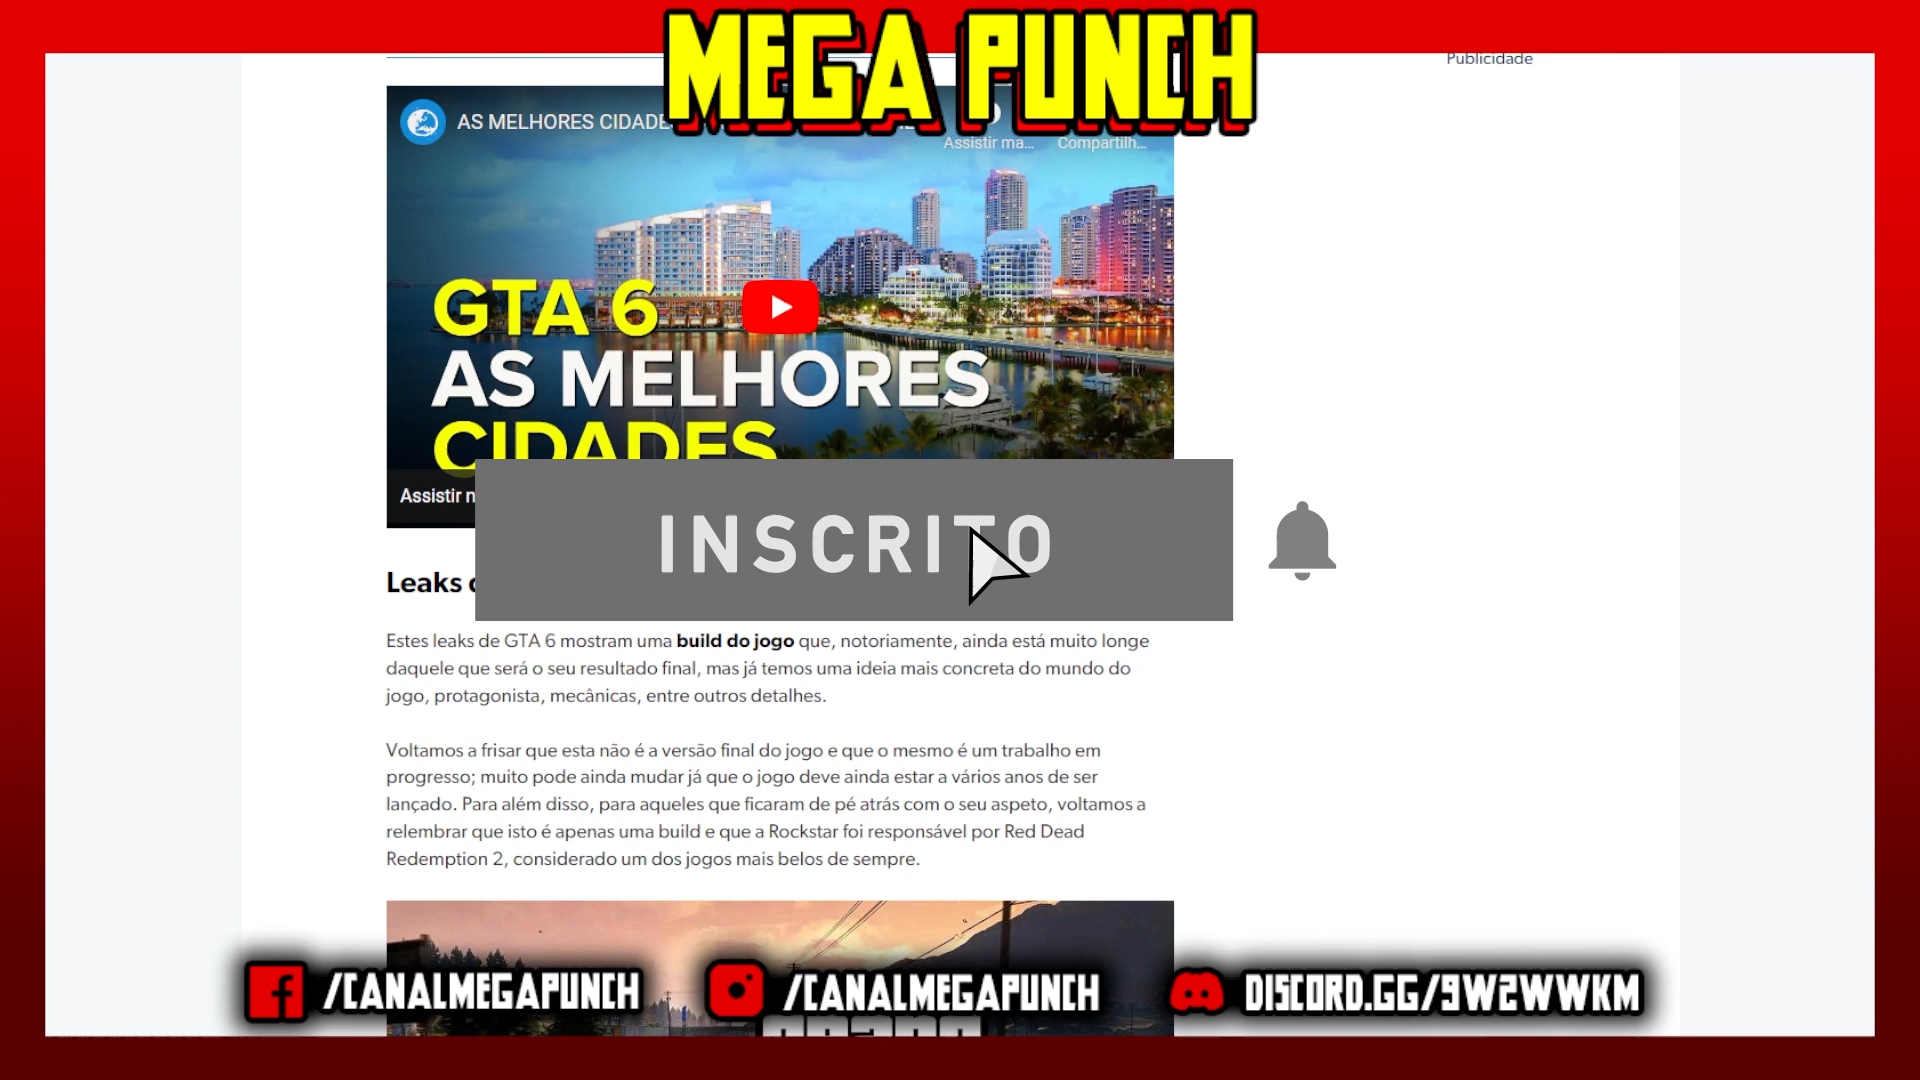 MEGA PUNCH
Publicidade
AS MELHORES CIDADE
Assistir ma... Compartilh...
GTA 6
AS MELHORES
CIDADES
Assistir n
INSCRITO
Leaks
Estes leaks de GTA 6 mostram uma build do jogo que, notoriamente, ainda está muito longe
daquele que será o seu resultado final, mas já temos uma ideia mais concreta do mundo do
jogo, protagonista, mecânicas, entre outros detalhes.
Voltamos a frisar que esta não é a versão final do jogo e que o mesmo é um trabalho em
progresso; muito pode ainda mudar já que o jogo deve ainda estar a vários anos de ser
lançado. Para além disso, para aqueles que ficaram de pé atrás com o seu aspeto, voltamos a
relembrar que isto é apenas uma build e que a Rockstar foi responsável por Red Dead
Redemption 2, considerado um dos jogos mais belos de sempre.
/CANALMEGAPUNCH /CANALMEGAPUNCH DISCORD.GG/9W2WWKM